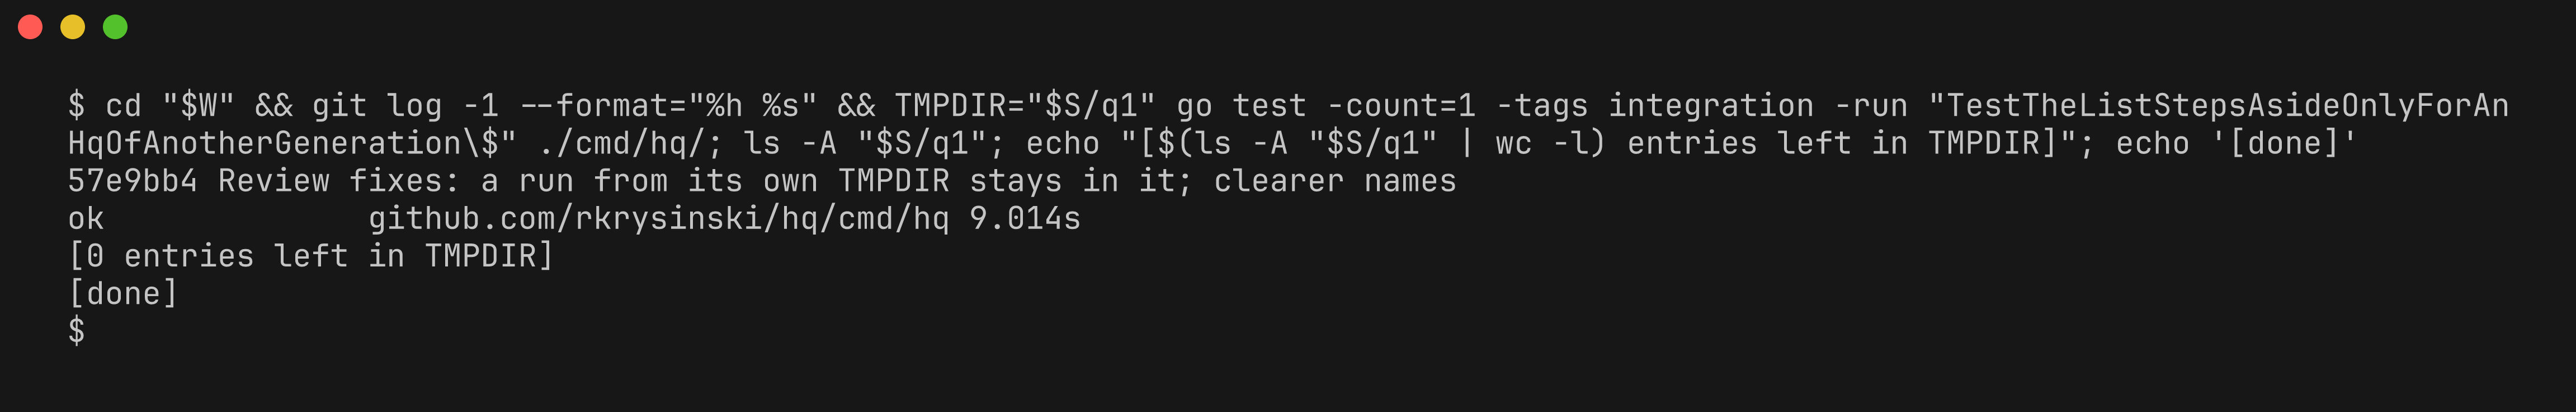 $ cd "$W" && git log -1 --format="%h %s" && TMPDIR="$S/q1" go test -count=1 -tags integration -run "TestTheListStepsAsideOnlyForAn
HqOfAnotherGeneration\$" ./cmd/hq/; ls -A "$S/q1"; echo "[$(ls -A "$S/q1" | wc -l) entries left in TMPDIR]"; echo '[done]'
57e9bb4 Review fixes: a run from its own TMPDIR stays in it; clearer names
ok              github.com/rkrysinski/hq/cmd/hq 9.014s
[0 entries left in TMPDIR]
[done]
$